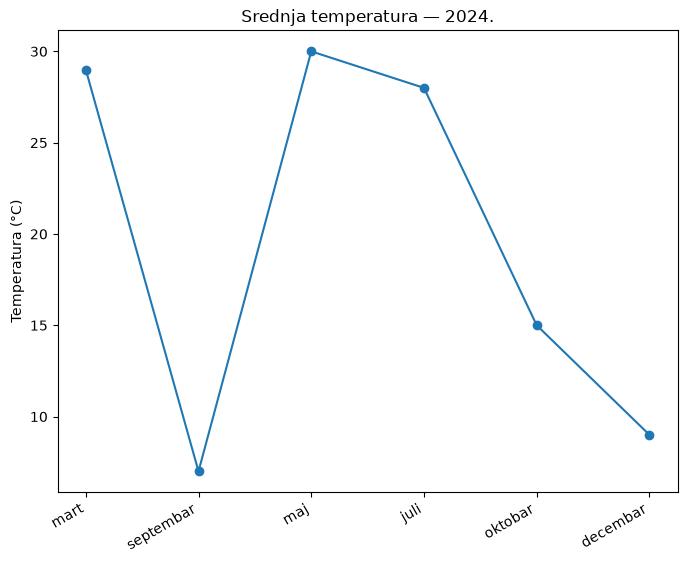 Srednja temperatura — 2024.
Temperatura (°C)
30
25
20
15
10
mart
septembar
maj
juli
oktobar
decembar